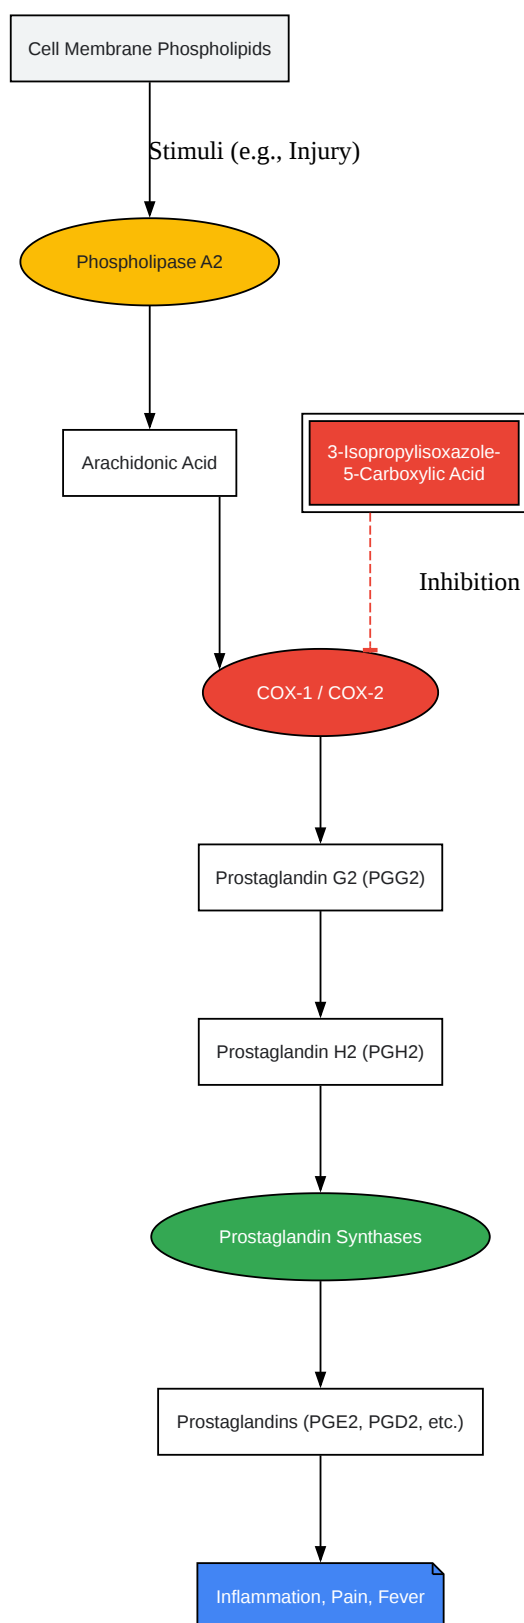 Cell Membrane Phospholipids
Stimuli (e.g., Injury)
Phospholipase A2
Arachidonic Acid
3-Isopropylisoxazole-
5-Carboxylic Acid
Inhibition
COX-1 / COX-2
Prostaglandin G2 (PGG2)
Prostaglandin H2 (PGH2)
Prostaglandin Synthases
Prostaglandins (PGE2, PGD2, etc.)
Inflammation, Pain, Fever